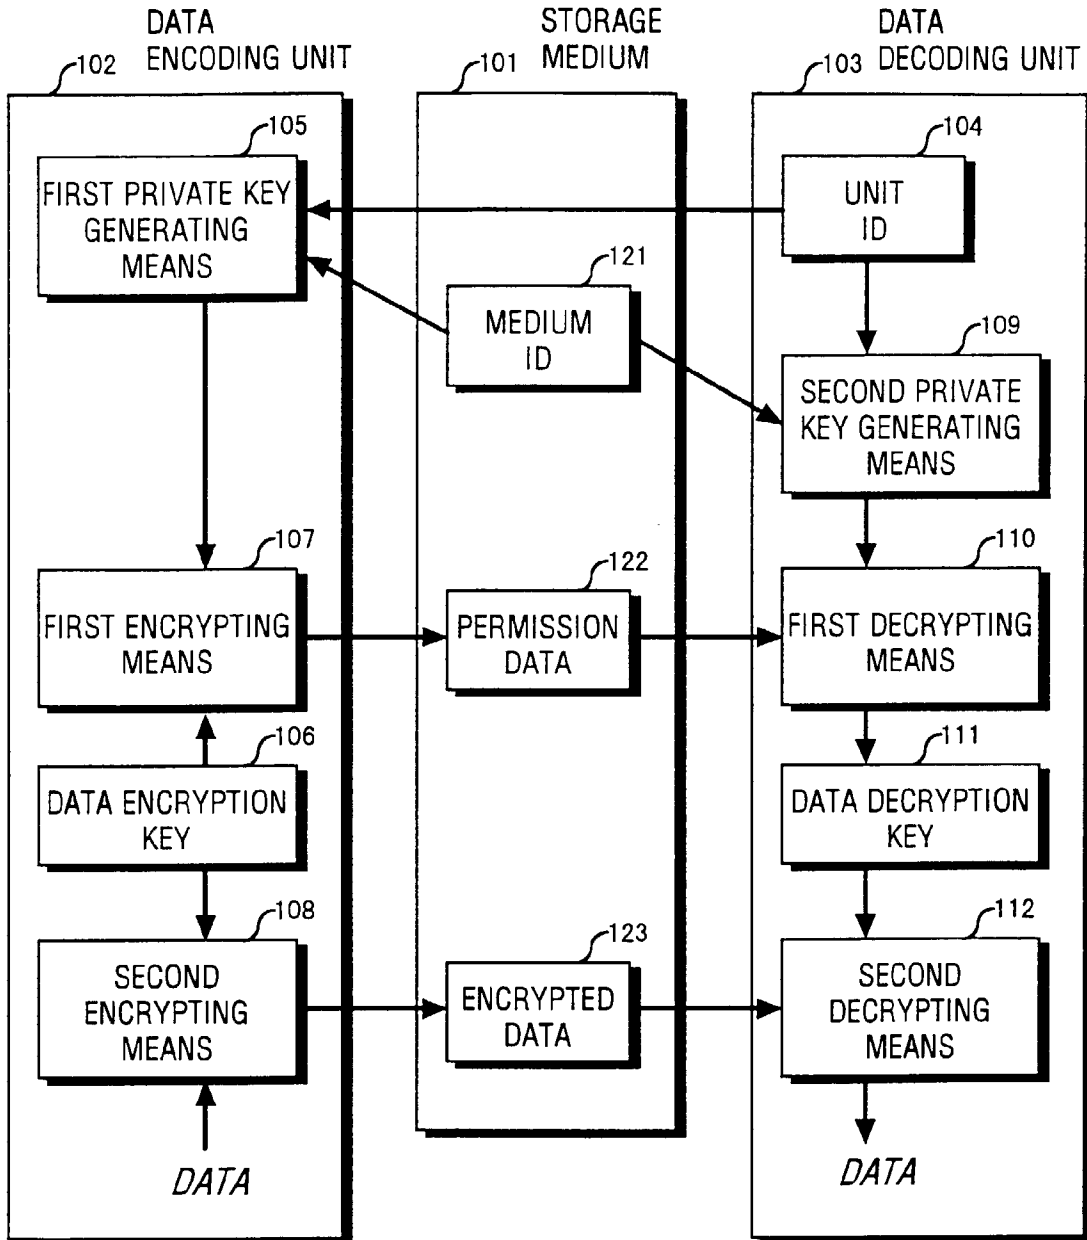 DATA
ENCODING UNIT
102
STORAGE
MEDIUM
101
DATA
DECODING UNIT
103
105
FIRST PRIVATE KEY
GENERATING
MEANS
104
UNIT
ID
121
MEDIUM
ID
109
SECOND PRIVATE
KEY GENERATING
MEANS
107
FIRST ENCRYPTING
MEANS
122
PERMISSION
DATA
110
FIRST DECRYPTING
MEANS
106
DATA ENCRYPTION
KEY
111
DATA DECRYPTION
KEY
108
SECOND
ENCRYPTING
MEANS
123
ENCRYPTED
DATA
112
SECOND
DECRYPTING
MEANS
DATA
DATA